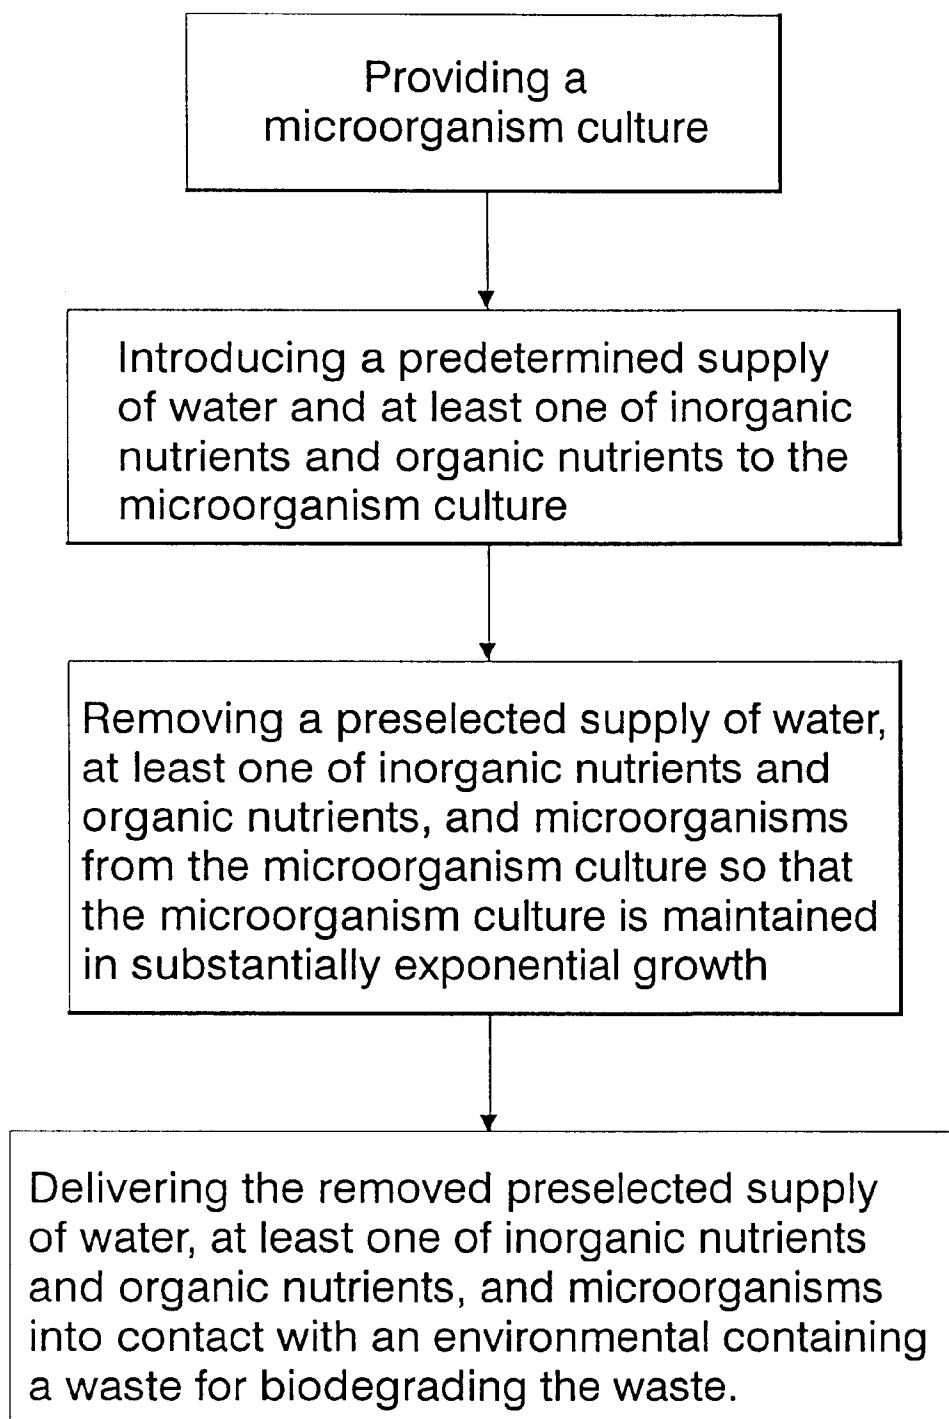 Providing a
microorganism culture
Introducing a predetermined supply
of water and at least one of inorganic
nutrients and organic nutrients to the
microorganism culture
Removing a preselected supply of water,
at least one of inorganic nutrients and
organic nutrients, and microorganisms
from the microorganism culture so that
the microorganism culture is maintained
in substantially exponential growth
Delivering the removed preselected supply
of water, at least one of inorganic nutrients
and organic nutrients, and microorganisms
into contact with an environmental containing
a waste for biodegrading the waste.